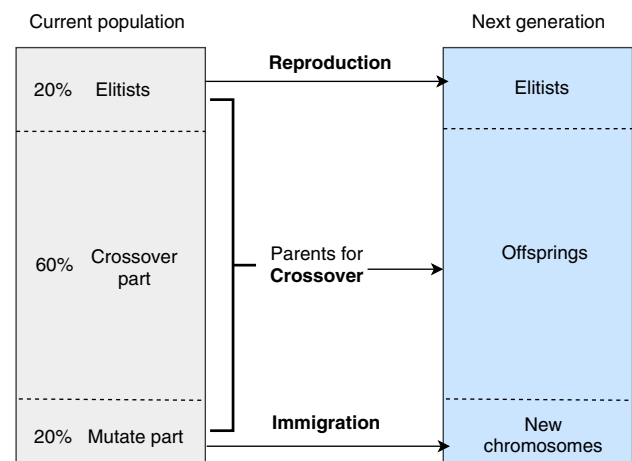 Current population
Next generation
Reproduction
20% Elitists
Elitists
60% Crossover
part
Parents for
Crossover
Offsprings
Immigration
20% Mutate part
New
chromosomes